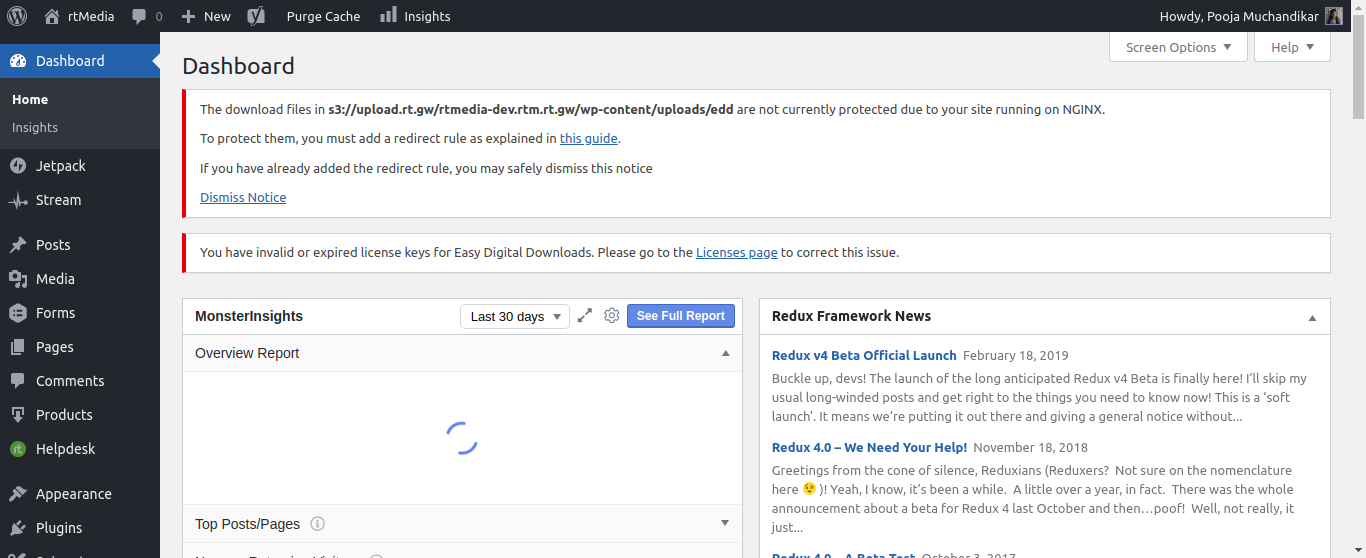 rtMedia 0 New Purge Cache Insights Howdy, Pooja Muchandikar
Screen Options Help
Dashboard
Home
Insights
Jetpack
Stream
Posts
Media
Forms
Pages
Comments
Products
Helpdesk
Appearance
Plugins
Dashboard
The download files in s3://upload.rt.gw/rtmedia-dev.rtm.rt.gw/wp-content/uploads/edd are not currently protected due to your site running on NGINX.
To protect them, you must add a redirect rule as explained in this guide.
If you have already added the redirect rule, you may safely dismiss this notice
Dismiss Notice
You have invalid or expired license keys for Easy Digital Downloads. Please go to the Licenses page to correct this issue.
MonsterInsights Last 30 days See Full Report
Overview Report
Top Posts/Pages
Redux Framework News
Redux v4 Beta Official Launch February 18, 2019
Buckle up, devs! The launch of the long anticipated Redux v4 Beta is finally here! I’ll skip my
usual long-winded posts and get right to the things you need to know now! This is a ‘soft
launch’. It means we’re putting it out there and giving a general notice without…
Redux 4.0 – We Need Your Help! November 18, 2018
Greetings from the cone of silence, Reduxians (Reduxers? Not sure on the nomenclature
here 😉 )! Yeah, I know, it’s been a while. A little over a year, in fact. There was the whole
announcement about a beta for Redux 4 last October and then…poof! Well, not really, it
just…
Redux 4.0 – A Beta Test October 3, 2017